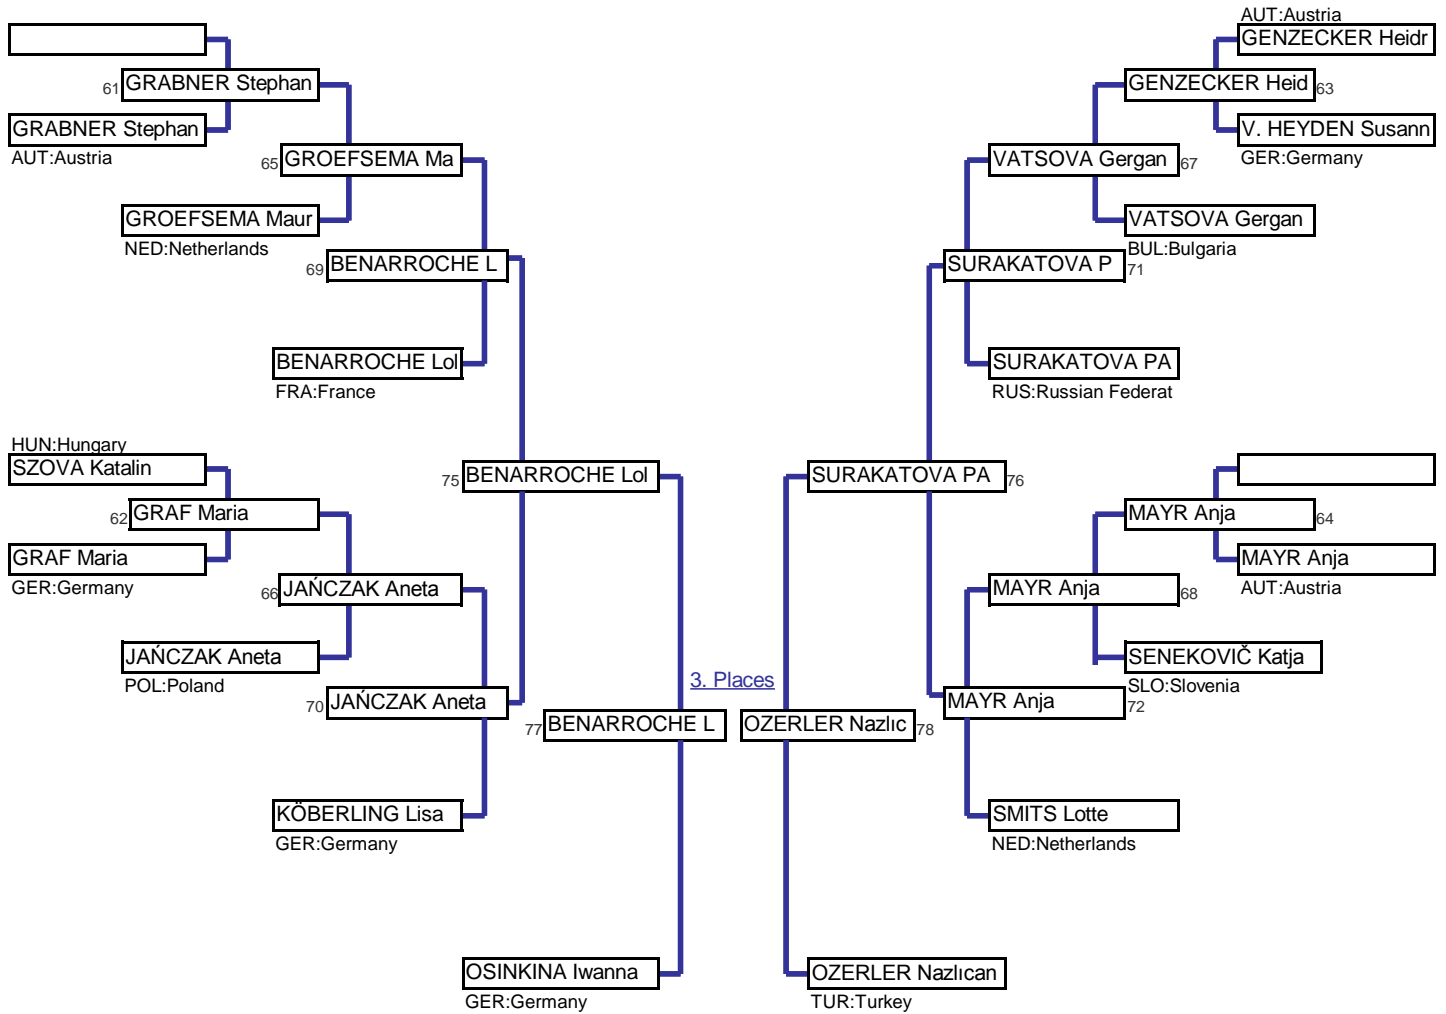 AUT:Austria
GENZECKER Heidr
61 GRABNER Stephan
GENZECKER Heid 63
GRABNER Stephan
AUT:Austria
V. HEYDEN Susann
GER:Germany
65 GROEFSEMA Ma
VATSOVA Gergan 67
GROEFSEMA Maur
NED:Netherlands
VATSOVA Gergan
BUL:Bulgaria
69 BENARROCHE L
SURAKATOVA P 71
BENARROCHE Lol
FRA:France
SURAKATOVA PA
RUS:Russian Federat
HUN:Hungary
SZOVA Katalin
75 BENARROCHE Lol
SURAKATOVA PA 76
62 GRAF Maria
MAYR Anja 64
GRAF Maria
GER:Germany
MAYR Anja
AUT:Austria
66 JAŃCZAK Aneta
MAYR Anja 68
JAŃCZAK Aneta
POL:Poland
SENEKOVIČ Katja
SLO:Slovenia
3. Places
70 JAŃCZAK Aneta
MAYR Anja 72
77 BENARROCHE L
OZERLER Nazlıc 78
KÖBERLING Lisa
GER:Germany
SMITS Lotte
NED:Netherlands
OSINKINA Iwanna
GER:Germany
OZERLER Nazlıcan
TUR:Turkey